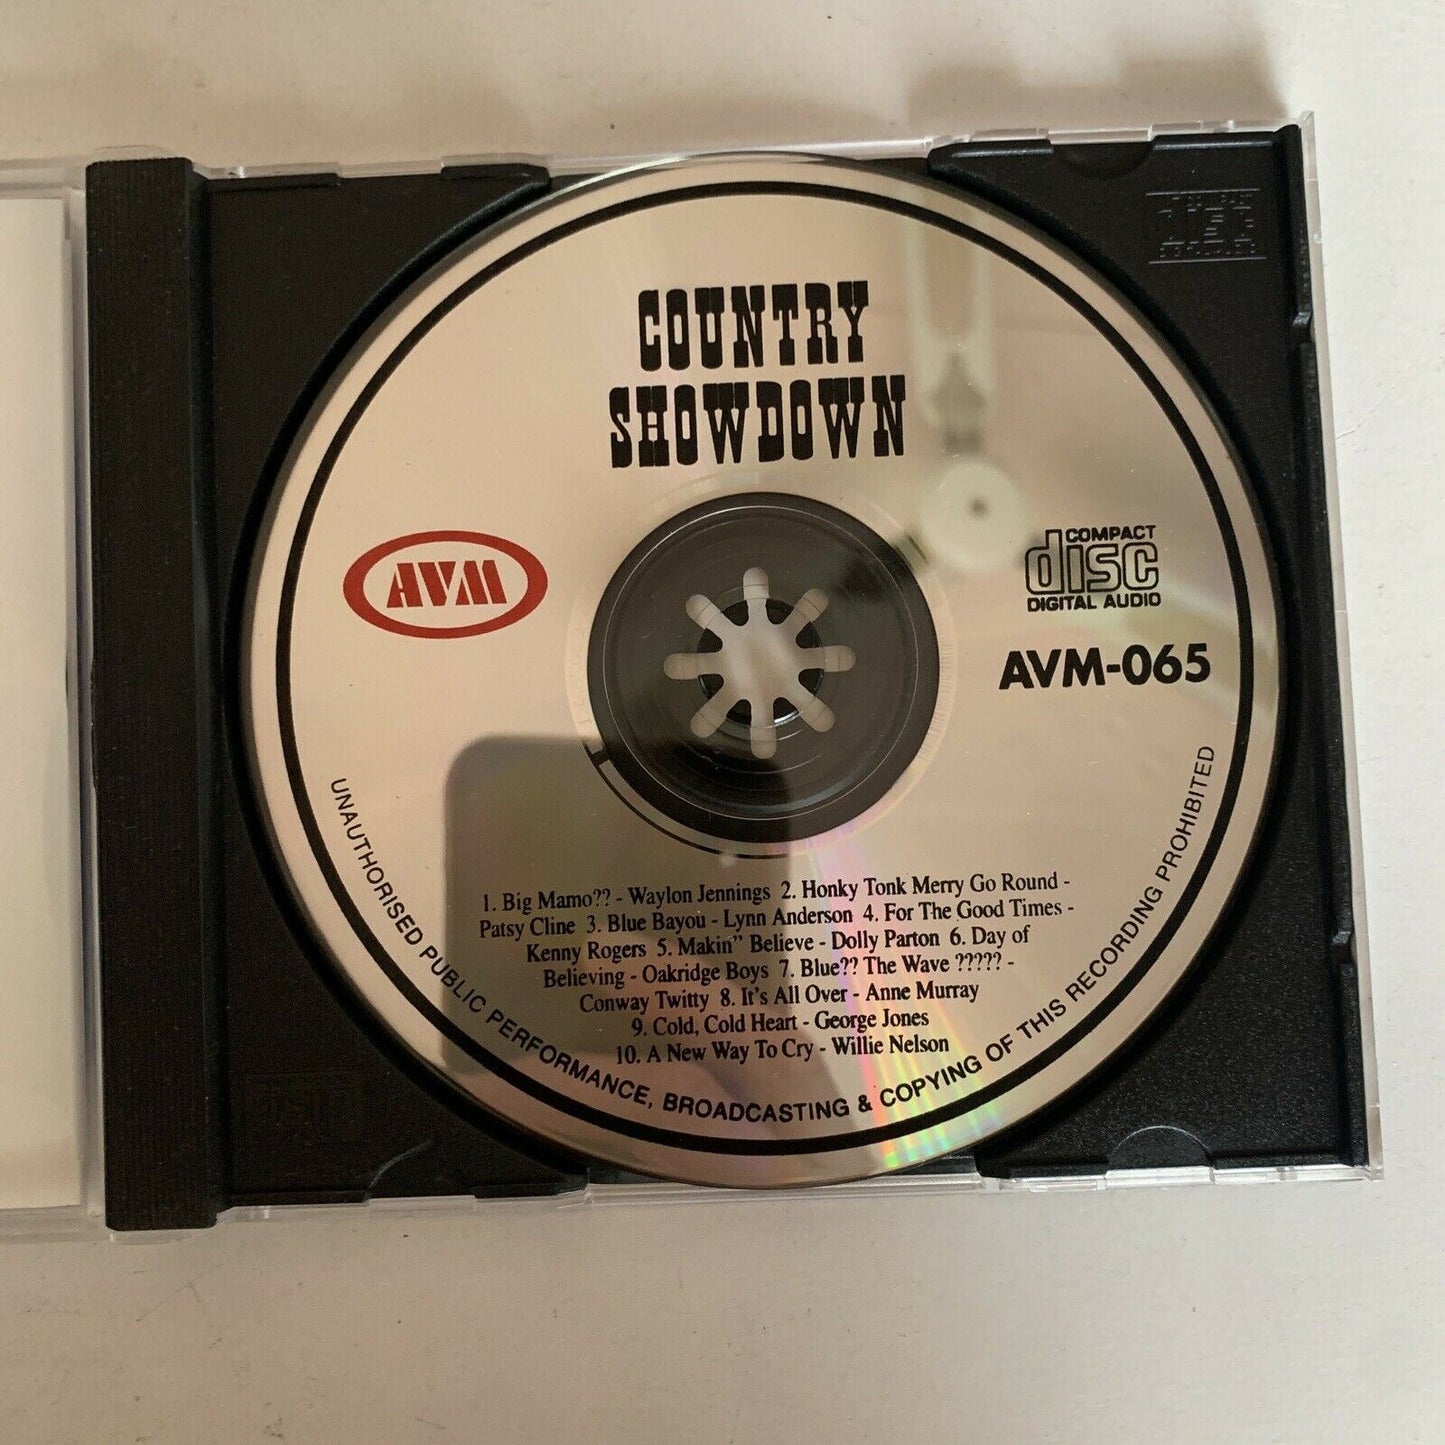 COUNTRY
SHOWDOWN
AVM
COMPACT
disc
DIGITAL AUDIO
AVM-065
1. Big Mamo?? - Waylon Jennings 2. Honky Tonk Merry Go Round -
Patsy Cline 3. Blue Bayou - Lynn Anderson 4. For The Good Times -
Kenny Rogers 5. Makin" Believe - Dolly Parton 6. Day of
Believing - Oakridge Boys 7. Blue?? The Wave ????? -
Conway Twitty 8. It's All Over - Anne Murray
9. Cold, Cold Heart - George Jones
10. A New Way To Cry - Willie Nelson
UNAUTHORISED PUBLIC PERFORMANCE, BROADCASTING & COPYING OF THIS RECORDING PROHIBITED